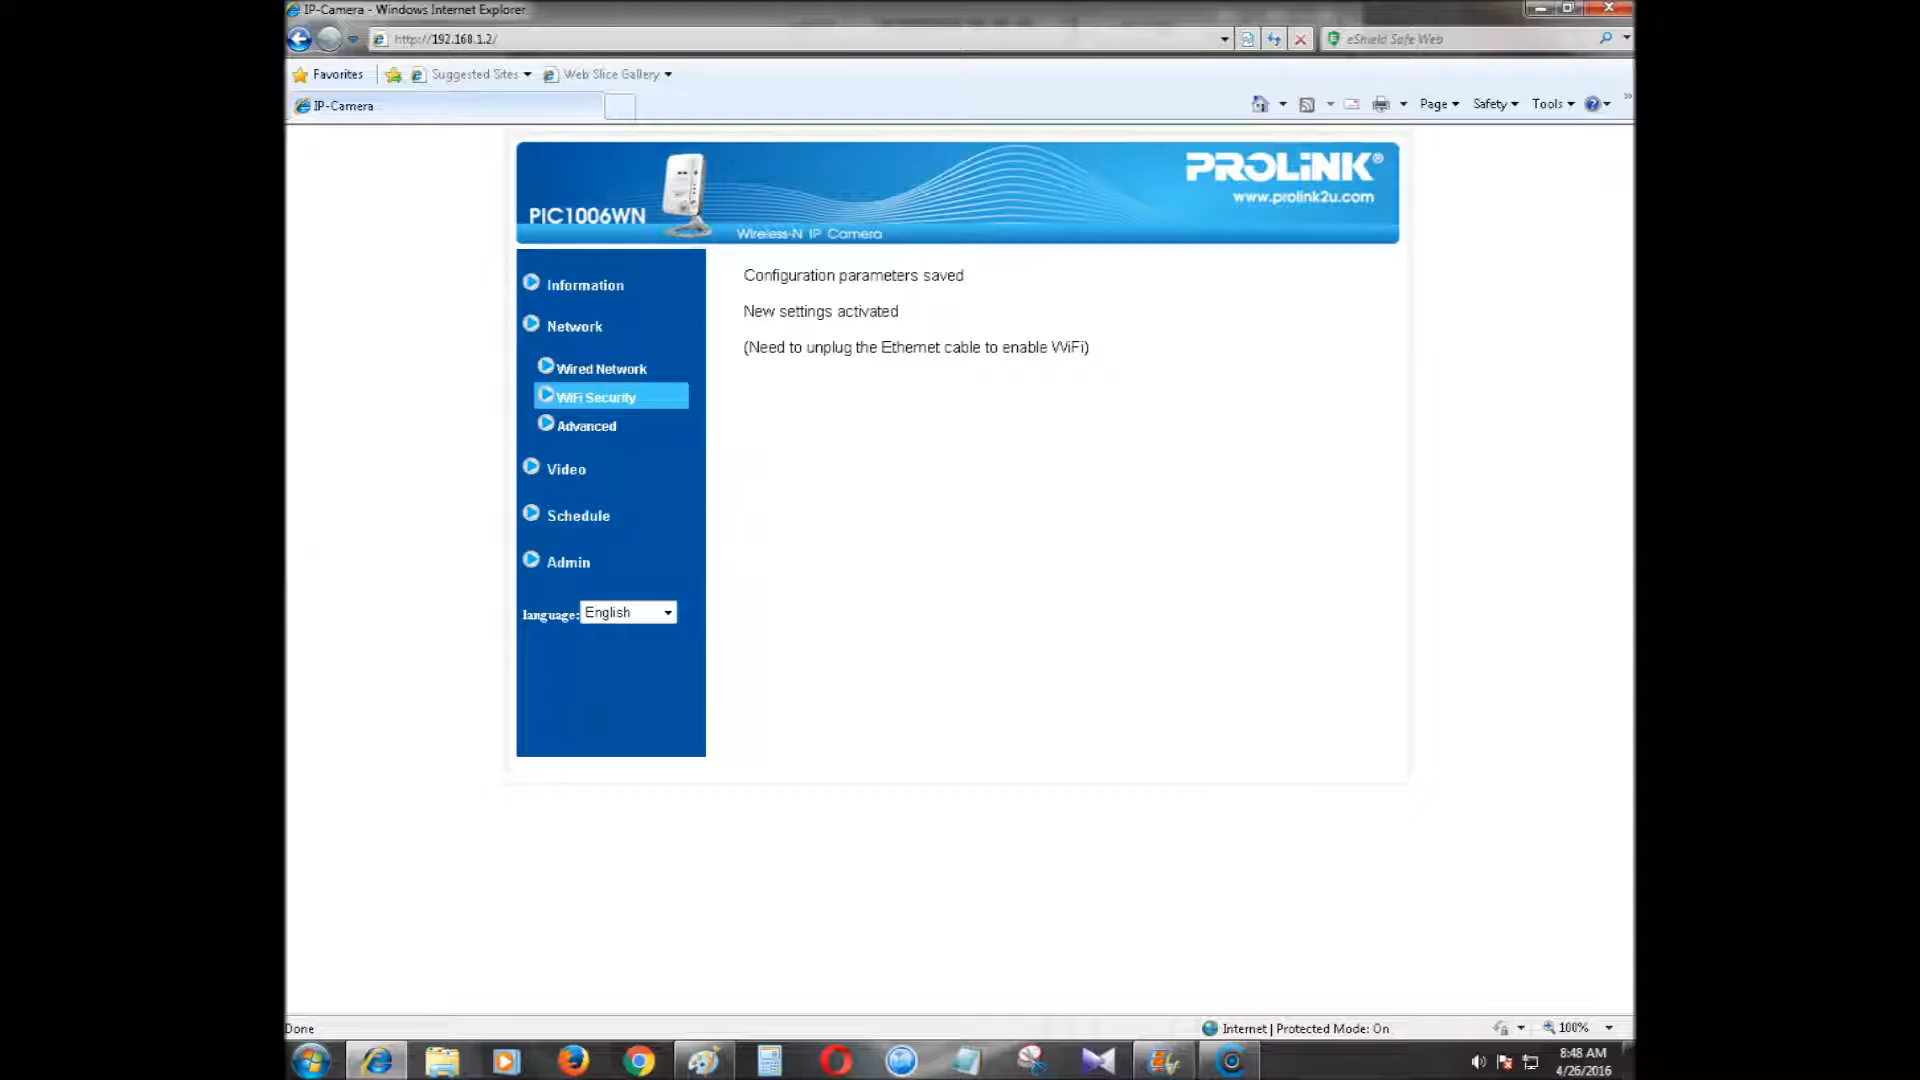 IP-Camera - Windows Internet Explorer
http://192.168.1.2/
eShield Safe Web
Favorites
Suggested Sites
Web Slice Gallery
IP-Camera
Page
Safety
Tools
PIC1006WN
Wireless-N IP Camera
PROLiNK®
www.prolink2u.com
Information
Network
Wired Network
WiFi Security
Advanced
Video
Schedule
Admin
language: English
Configuration parameters saved
New settings activated
(Need to unplug the Ethernet cable to enable WiFi)
Done
Internet | Protected Mode: On
100%
8:48 AM
4/26/2016